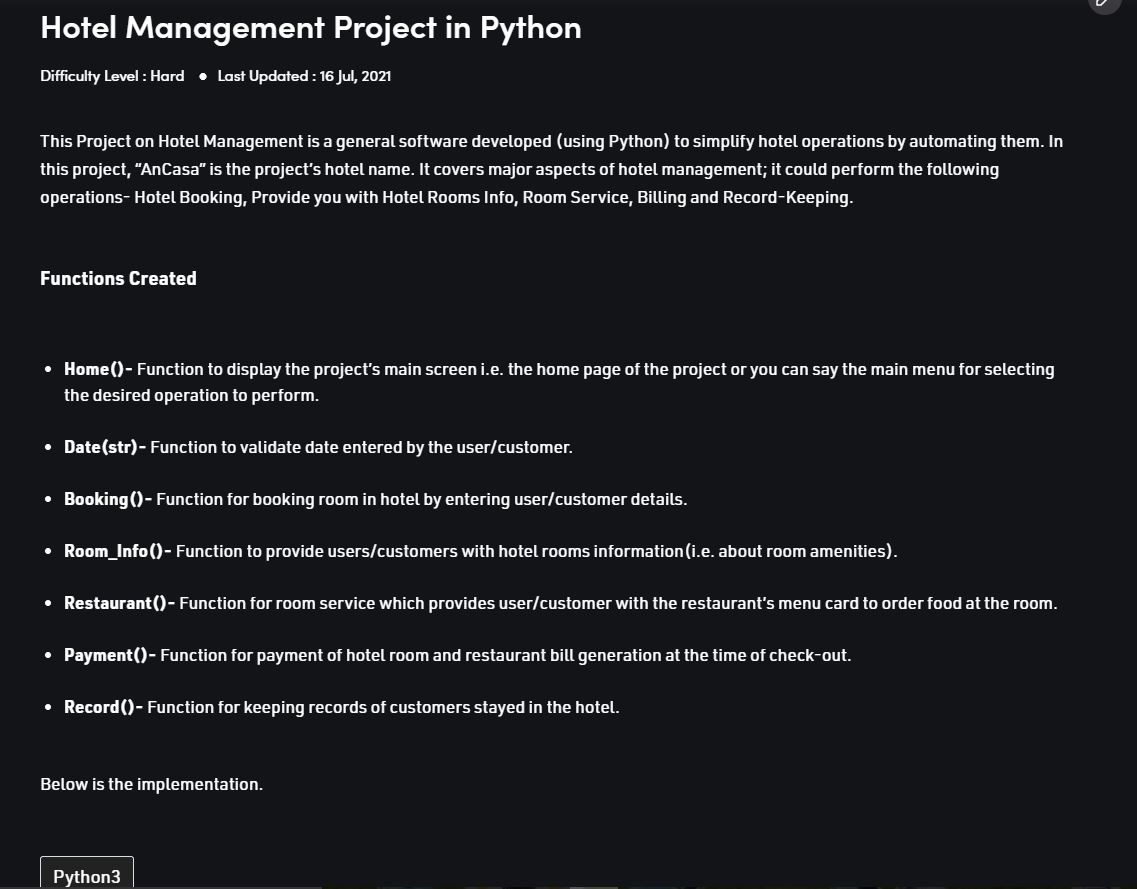 Hotel Management Project in Python
Difficulty Level : Hard ● Last Updated : 16 Jul, 2021
This Project on Hotel Management is a general software developed (using Python) to simplify hotel operations by automating them. In
this project, “AnCasa” is the project’s hotel name. It covers major aspects of hotel management; it could perform the following
operations- Hotel Booking, Provide you with Hotel Rooms Info, Room Service, Billing and Record-Keeping.
Functions Created
• Home()- Function to display the project’s main screen i.e. the home page of the project or you can say the main menu for selecting
the desired operation to perform.
• Date(str)- Function to validate date entered by the user/customer.
• Booking()- Function for booking room in hotel by entering user/customer details.
• Room_Info()- Function to provide users/customers with hotel rooms information(i.e. about room amenities).
• Restaurant()- Function for room service which provides user/customer with the restaurant’s menu card to order food at the room.
• Payment()- Function for payment of hotel room and restaurant bill generation at the time of check-out.
• Record()- Function for keeping records of customers stayed in the hotel.
Below is the implementation.
Python3